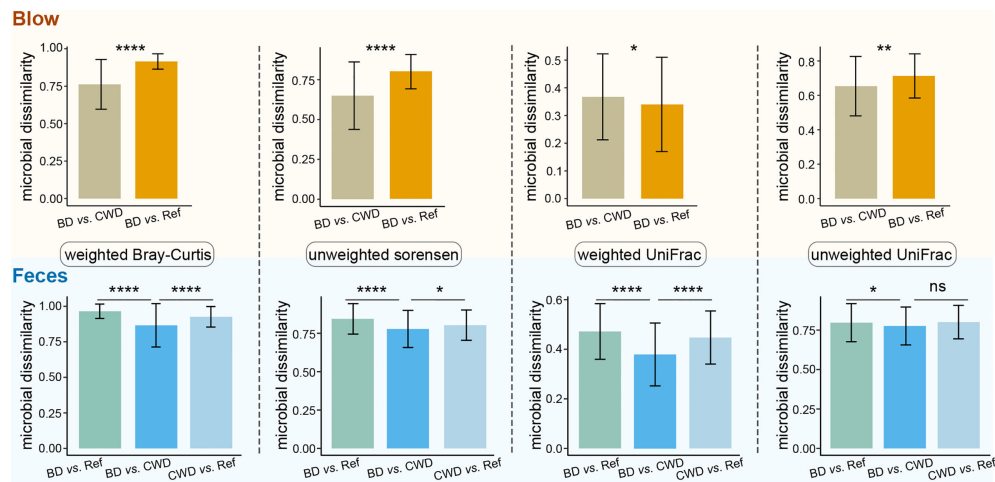 Blow
microbial dissimilarity
1.00
0.75
0.50
0.25
0.00
****
BD vs. CWD
BD vs. Ref
microbial dissimilarity
0.75
0.50
0.25
0.00
****
BD vs. CWD
BD vs. Ref
microbial dissimilarity
0.5
0.4
0.3
0.2
0.1
0.0
*
BD vs. CWD
BD vs. Ref
microbial dissimilarity
0.8
0.6
0.4
0.2
0.0
**
BD vs. CWD
BD vs. Ref
weighted Bray-Curtis
unweighted sorensen
weighted UniFrac
unweighted UniFrac
Feces
microbial dissimilarity
1.00
0.75
0.50
0.25
0.00
**** ****
BD vs. Ref
BD vs. CWD
CWD vs. Ref
microbial dissimilarity
0.75
0.50
0.25
0.00
**** *
BD vs. Ref
BD vs. CWD
CWD vs. Ref
microbial dissimilarity
0.6
0.4
0.2
0.0
**** ****
BD vs. Ref
BD vs. CWD
CWD vs. Ref
microbial dissimilarity
0.75
0.50
0.25
0.00
* ns
BD vs. Ref
BD vs. CWD
CWD vs. Ref